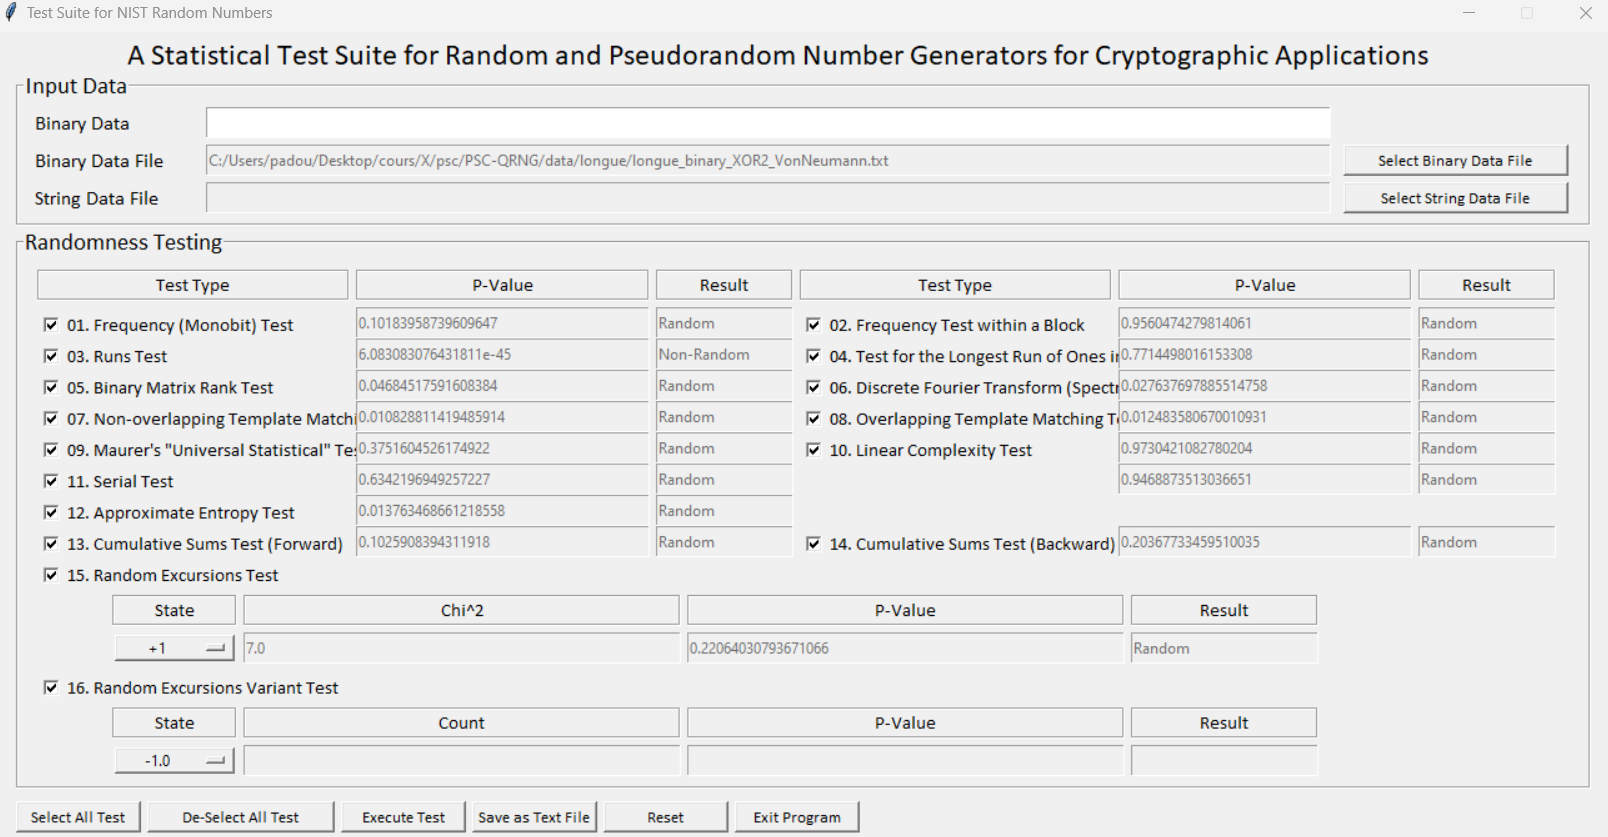 Test Suite for NIST Random Numbers
A Statistical Test Suite for Random and Pseudorandom Number Generators for Cryptographic Applications
Input Data
Binary Data
Binary Data File C:/Users/padou/Desktop/cours/X/psc/PSC-QRNG/data/longue/longue_binary_XOR2_VonNeumann.txt Select Binary Data File
String Data File Select String Data File
Randomness Testing
Test Type P-Value Result Test Type P-Value Result
01. Frequency (Monobit) Test 0.10183958739609647 Random 02. Frequency Test within a Block 0.9560474279814061 Random
03. Runs Test 6.083083076431811e-45 Non-Random 04. Test for the Longest Run of Ones in 0.7714498016153308 Random
05. Binary Matrix Rank Test 0.04684517591608384 Random 06. Discrete Fourier Transform (Spectr 0.027637697885514758 Random
07. Non-overlapping Template Matchi 0.010828811419485914 Random 08. Overlapping Template Matching T 0.012483580670010931 Random
09. Maurer's "Universal Statistical" Tes 0.3751604526174922 Random 10. Linear Complexity Test 0.9730421082780204 Random
11. Serial Test 0.6342196949257227 Random 0.9468873513036651 Random
12. Approximate Entropy Test 0.013763468661218558 Random
13. Cumulative Sums Test (Forward) 0.1025908394311918 Random 14. Cumulative Sums Test (Backward) 0.20367733459510035 Random
15. Random Excursions Test
State Chi^2 P-Value Result
+1 7.0 0.22064030793671066 Random
16. Random Excursions Variant Test
State Count P-Value Result
-1.0
Select All Test De-Select All Test Execute Test Save as Text File Reset Exit Program